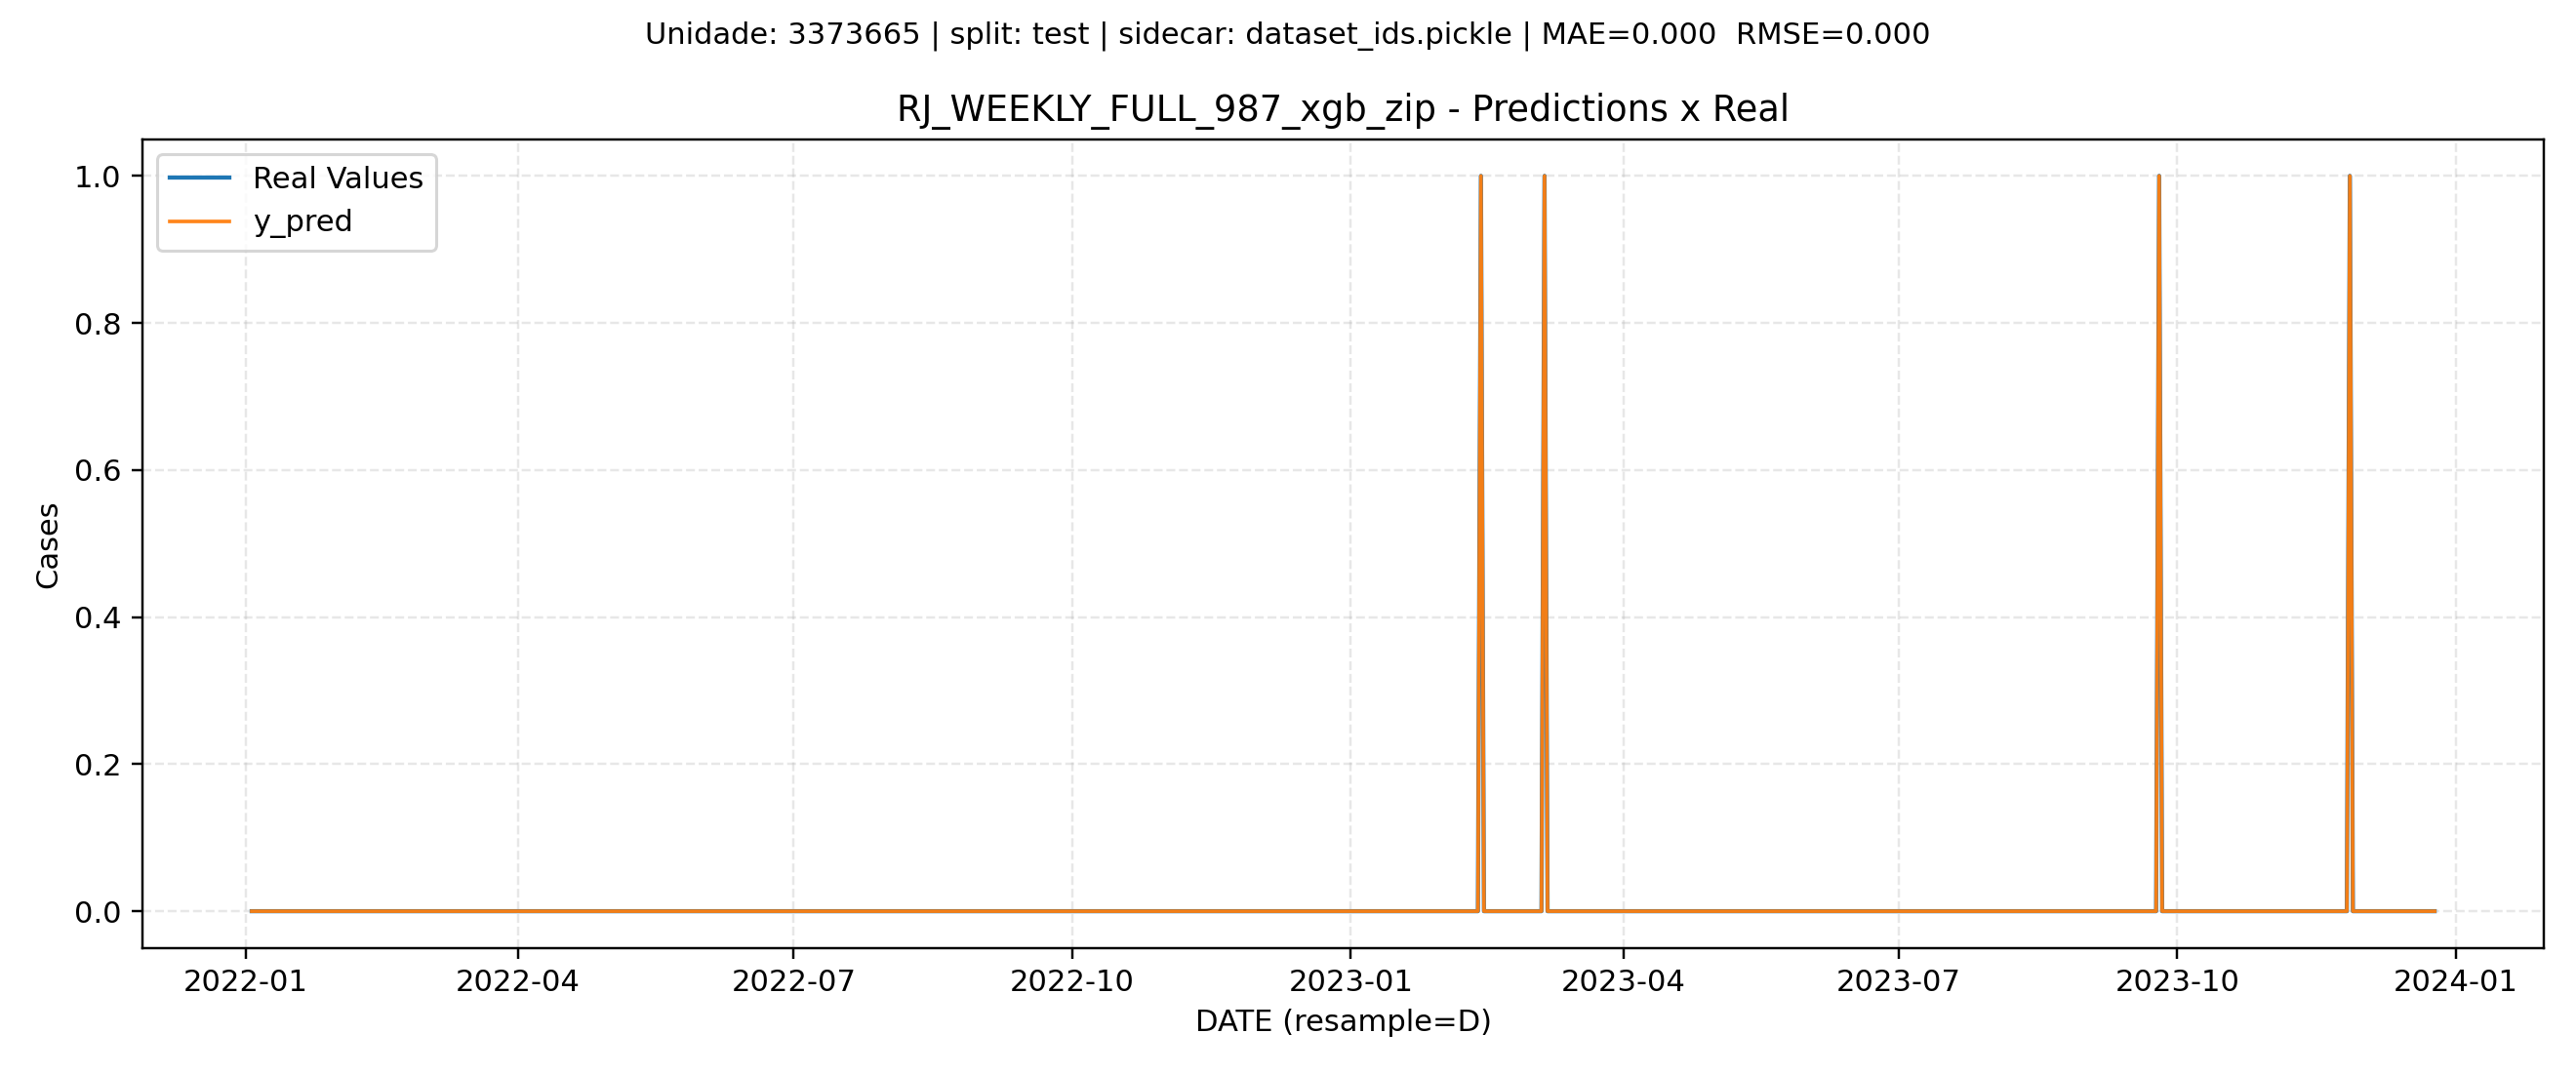 Unidade: 3373665 | split: test | sidecar: dataset_ids.pickle | MAE=0.000  RMSE=0.000
RJ_WEEKLY_FULL_987_xgb_zip - Predictions x Real
Real Values
y_pred
1.0
0.8
0.6
0.4
0.2
0.0
Cases
2022-01
2022-04
2022-07
2022-10
2023-01
2023-04
2023-07
2023-10
2024-01
DATE (resample=D)